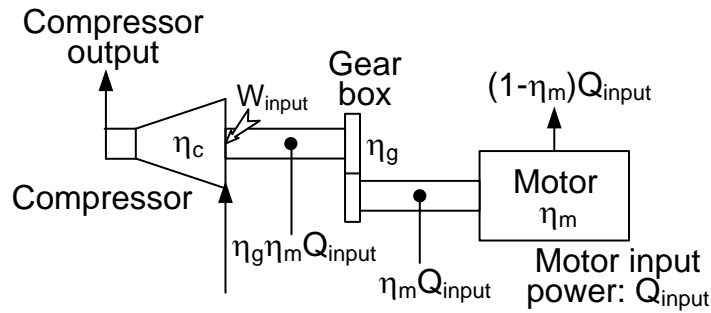 Compressor
output
W_input
Gear
box
(1-η_m)Q_input
η_c
η_g
Motor
η_m
Compressor
η_gη_mQ_input
η_mQ_input
Motor input
power: Q_input